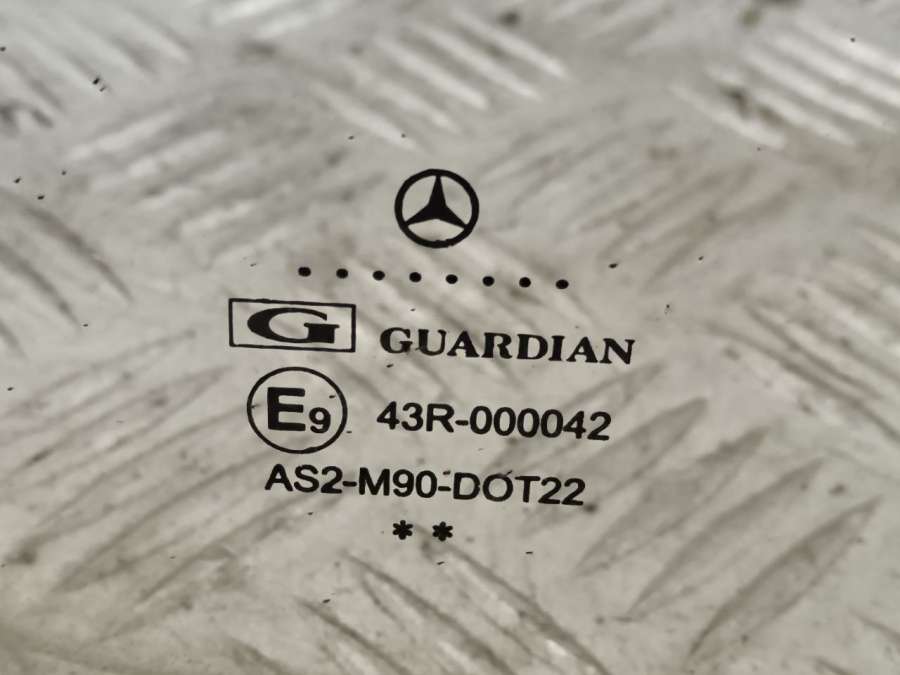 G GUARDIAN
E9 43R-000042
AS2-M90-DOT22
**